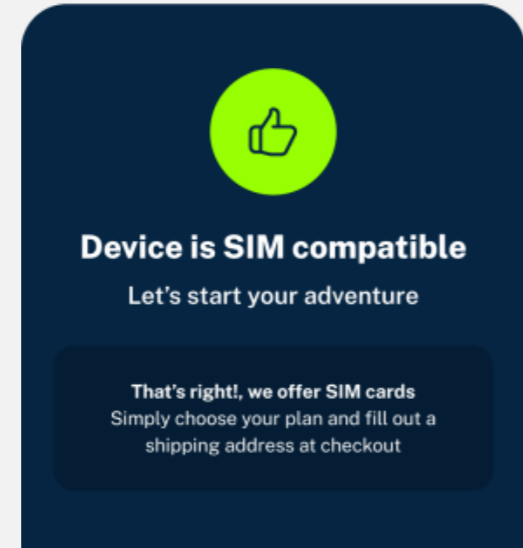 Device is SIM compatible
Let's start your adventure
That's right!, we offer SIM cards
Simply choose your plan and fill out a
shipping address at checkout